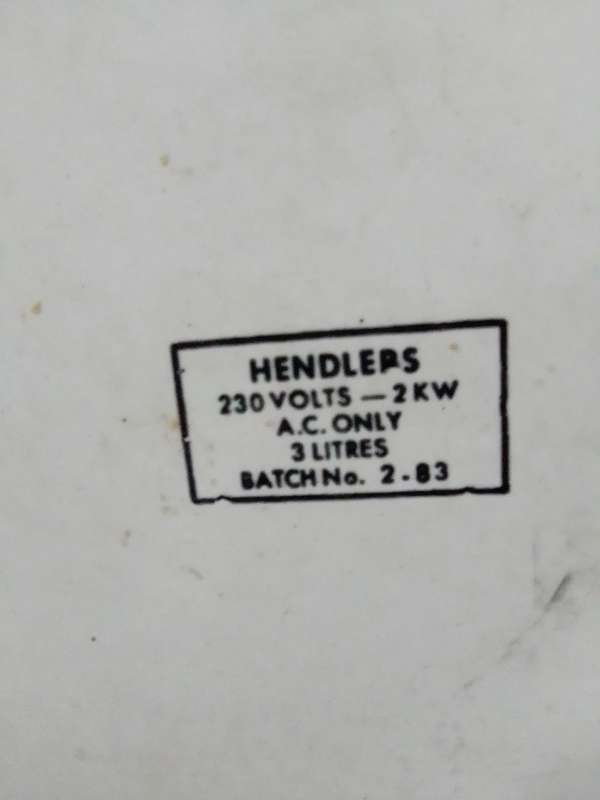 HENDLERS
230 VOLTS — 2 KW
A.C. ONLY
3 LITRES
BATCH No. 2-83